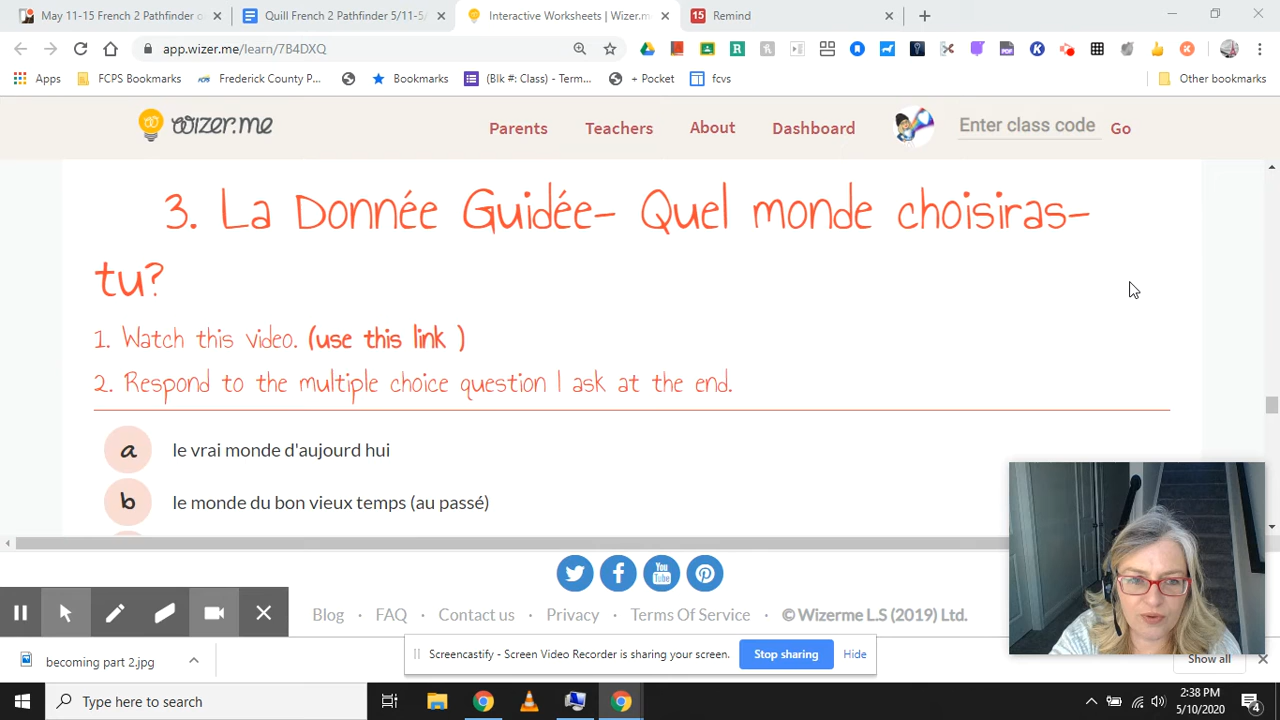 May 11-15 French 2 Pathfinder o
Quill French 2 Pathfinder 5/11-5/
Interactive Worksheets | Wizer.m
15
Remind
app.wizer.me/learn/7B4DXQ
Apps
FCPS Bookmarks
Frederick County P...
Bookmarks
(Blk #: Class) - Term...
+ Pocket
fcvs
Other bookmarks
wizer.me
Parents
Teachers
About
Dashboard
Enter class code
Go
3. La Donnée Guidée- Quel monde choisiras-
tu?
1. Watch this video. (use this link )
2. Respond to the multiple choice question I ask at the end.
a le vrai monde d'aujourd hui
b le monde du bon vieux temps (au passé)
You Tube
Blog
FAQ
Contact us
Privacy
Terms Of Service
© Wizerme L.S (2019) Ltd.
becoming part 2.jpg
Screencastify - Screen Video Recorder is sharing your screen.
Stop sharing
Hide
Show all
Type here to search
2:38 PM
5/10/2020
4